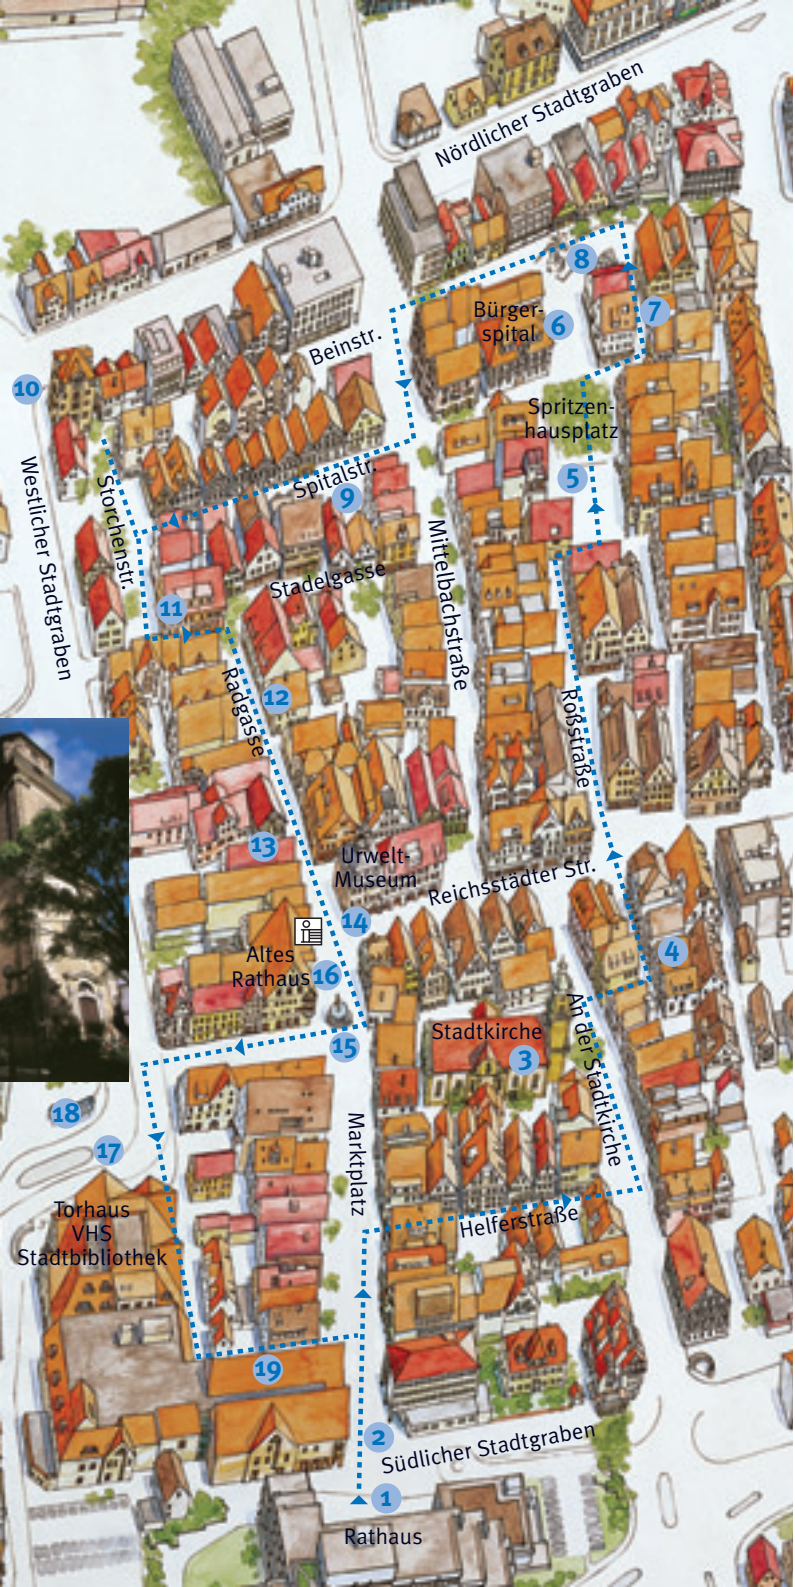 Nördlicher Stadtgraben
8
Bürger-
spital
6
7
Beinstr.
10
Spritzen-
hausplatz
5
Spitalstr.
9
Westlicher Stadtgraben
Storchenstr.
Mittelbachstraße
Stadelgasse
11
Radgasse
12
Roßstraße
13
Urwelt-
Museum
Reichsstädter Str.
14
Altes
Rathaus
16
4
15
Stadtkirche
3
An der Stadtkirche
18
17
Marktplatz
Torhaus
VHS
Stadtbibliothek
Helferstraße
19
2
Südlicher Stadtgraben
1
Rathaus